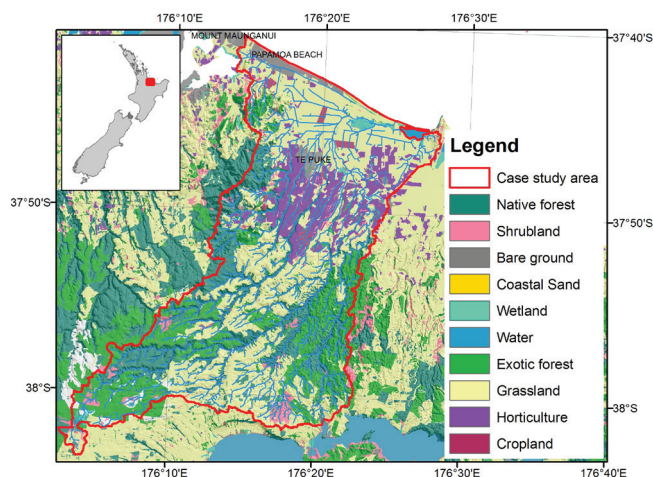 176°10'E 176°20'E 176°30'E
MOUNT MAUNGANUI
PAPAMOA BEACH
TE PUKE
37°40'S
37°50'S
37°50'S
38°S
38°S
176°10'E 176°20'E 176°30'E 176°40'E
Legend
Case study area
Native forest
Shrubland
Bare ground
Coastal Sand
Wetland
Water
Exotic forest
Grassland
Horticulture
Cropland